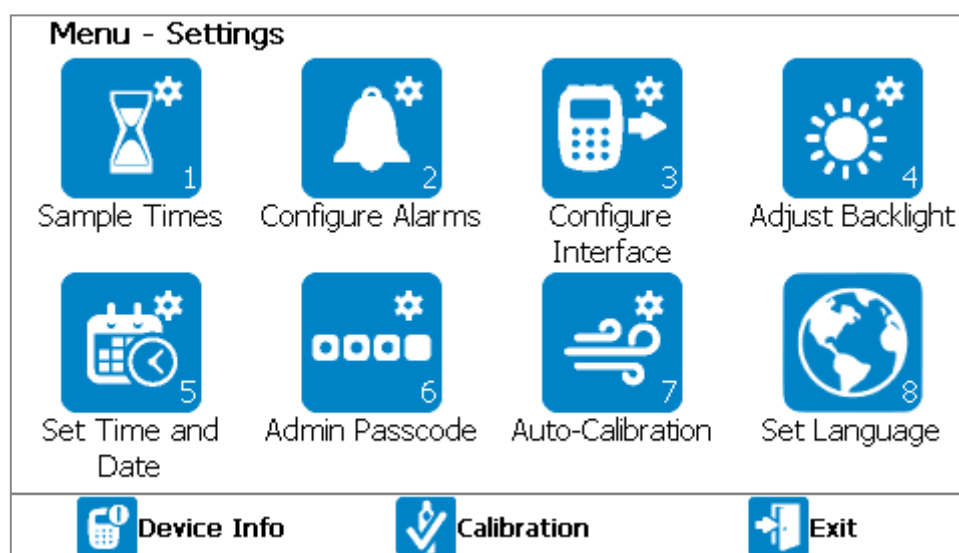 Menu - Settings
1
2
3
4
Sample Times
Configure Alarms
Configure
Interface
Adjust Backlight
5
6
7
8
Set Time and
Date
Admin Passcode
Auto-Calibration
Set Language
Device Info
Calibration
Exit